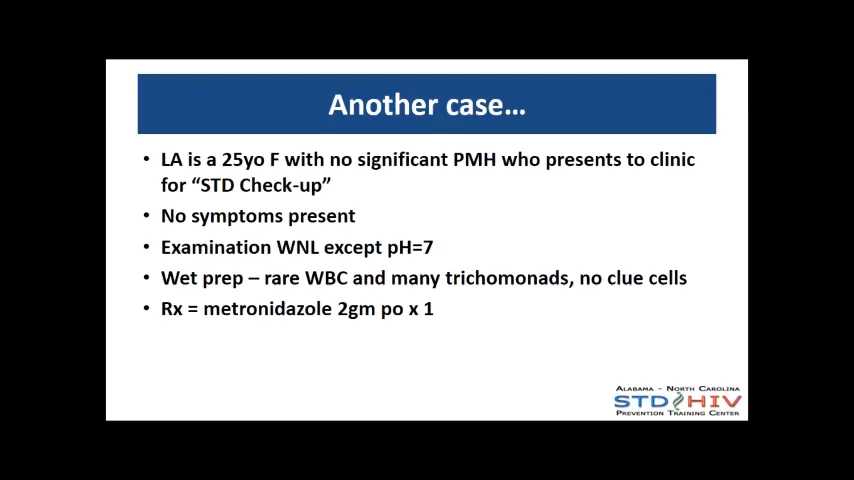 Another case...
• LA is a 25yo F with no significant PMH who presents to clinic
for “STD Check-up”
• No symptoms present
• Examination WNL except pH=7
• Wet prep – rare WBC and many trichomonads, no clue cells
• Rx = metronidazole 2gm po x 1
Alabama - North Carolina
STD HIV
Prevention Training Center